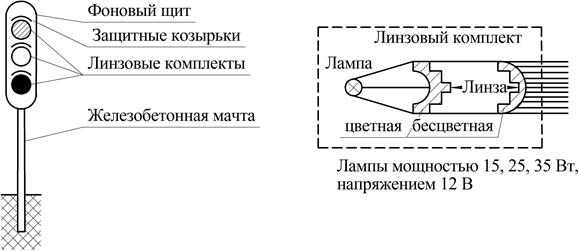 Фоновый щит
Защитные козырьки
Линзовые комплекты
Железобетонная мачта
Линзовый комплект
Лампа
Линза
цветная бесцветная
Лампы мощностью 15, 25, 35 Вт,
напряжением 12 В